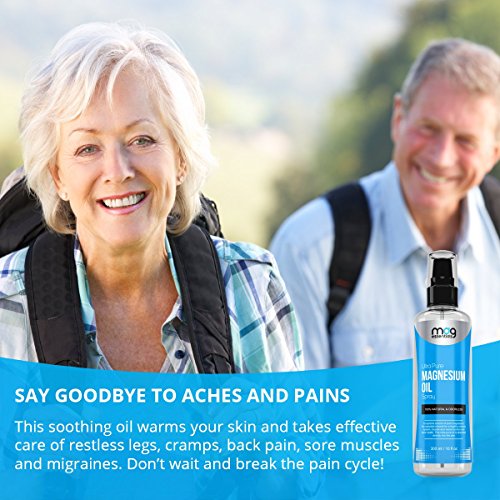 SAY GOODBYE TO ACHES AND PAINS
This soothing oil warms your skin and takes effective
care of restless legs, cramps, back pain, sore muscles
and migraines. Don't wait and break the pain cycle!
mag
essentials
Ultra Pure
MAGNESIUM
OIL
Spray
100% NATURAL & ODORLESS